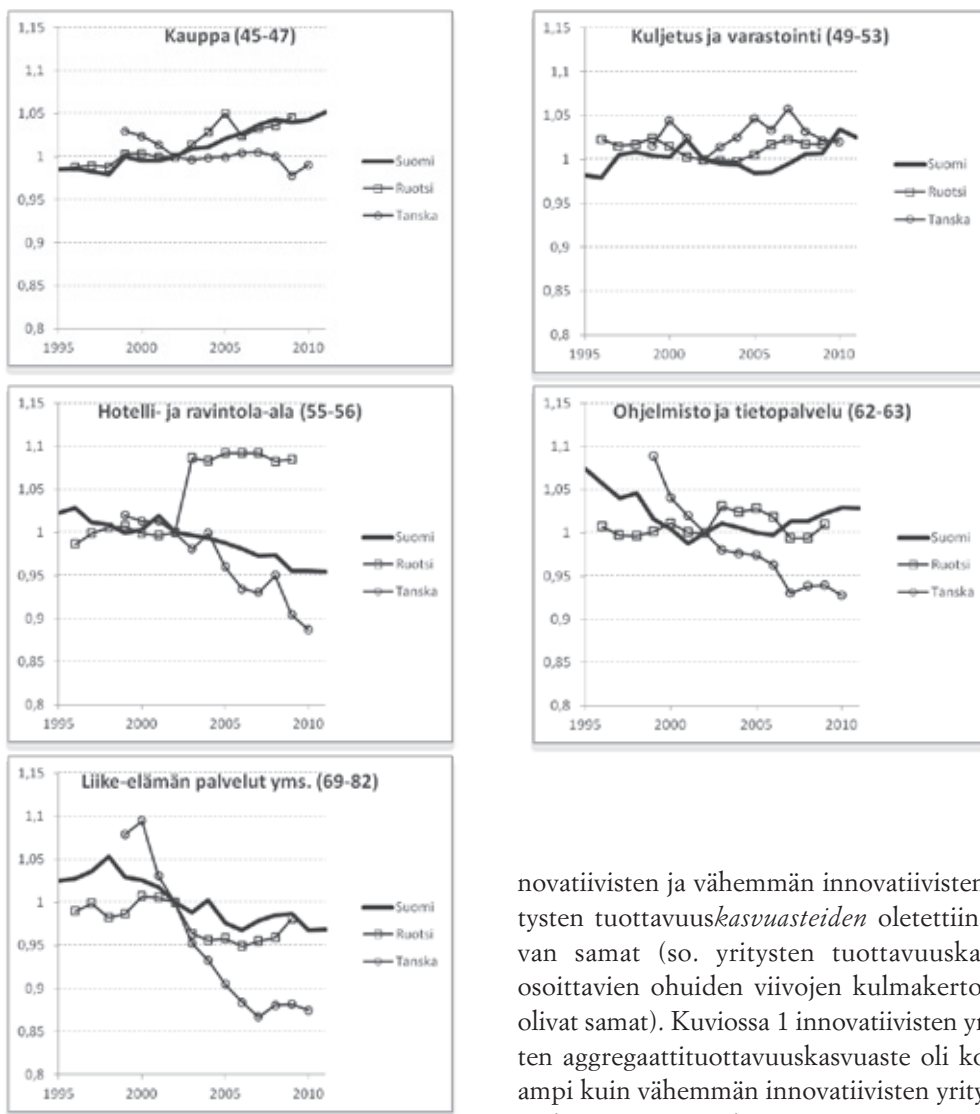 Kauppa (45-47)
1,15
1,1
1,05
1
0,95
0,9
0,85
0,8
1995 2000 2005 2010
Suomi
Ruotsi
Tanska
Kuljetus ja varastointi (49-53)
1,15
1,1
1,05
1
0,95
0,9
0,85
0,8
1995 2000 2005 2010
Suomi
Ruotsi
Tanska
Hotelli- ja ravintola-ala (55-56)
1,15
1,1
1,05
1
0,95
0,9
0,85
0,8
1995 2000 2005 2010
Suomi
Ruotsi
Tanska
Ohjelmisto ja tietopalvelu (62-63)
1,15
1,1
1,05
1
0,95
0,9
0,85
0,8
1995 2000 2005 2010
Suomi
Ruotsi
Tanska
Liike-elämän palvelut yms. (69-82)
1,15
1,1
1,05
1
0,95
0,9
0,85
0,8
1995 2000 2005 2010
Suomi
Ruotsi
Tanska
novatiivisten ja vähemmän innovatiivisten
tysten tuottavuuskasvuasteiden oletettiin
van samat (so. yritysten tuottavuuska
osoittavien ohuiden viivojen kulmakerto
olivat samat). Kuviossa 1 innovatiivisten yr
ten aggregaattituottavuuskasvuaste oli ko
ampi kuin vähemmän innovatiivisten yrity